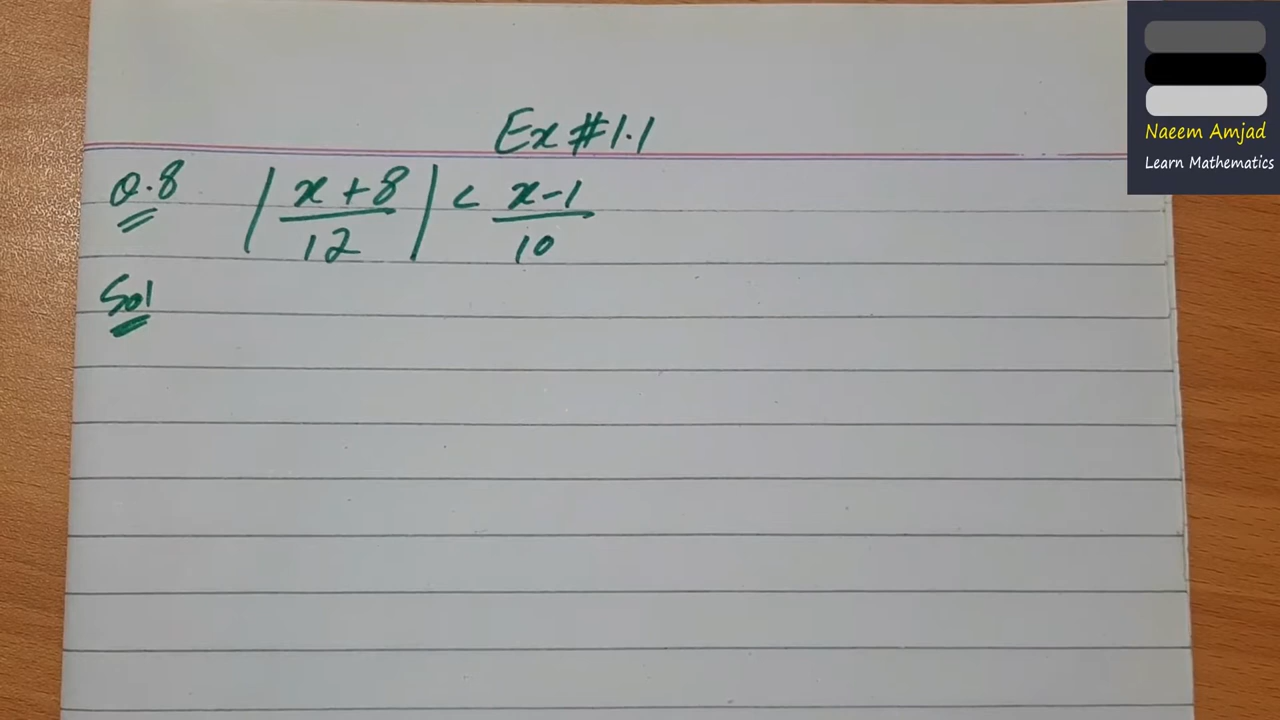 Ex #1.1
Q.8 | x+8 / 12 | < x-1 / 10
Sol
Naeem Amjad
Learn Mathematics